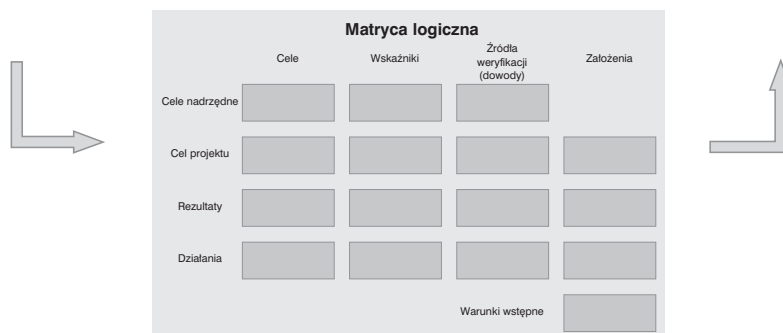 Matryca logiczna
Cele
Wskaźniki
Źródła
weryfikacji
(dowody)
Założenia
Cele nadrzędne
Cel projektu
Rezultaty
Działania
Warunki wstępne